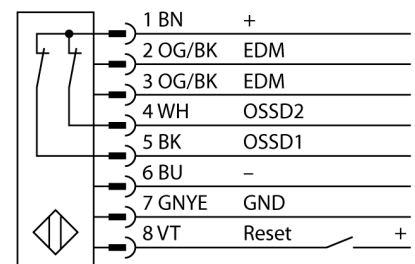 1 BN +
2 OG/BK EDM
3 OG/BK EDM
4 WH OSSD2
5 BK OSSD1
6 BU –
7 GNYE GND
8 VT Reset +